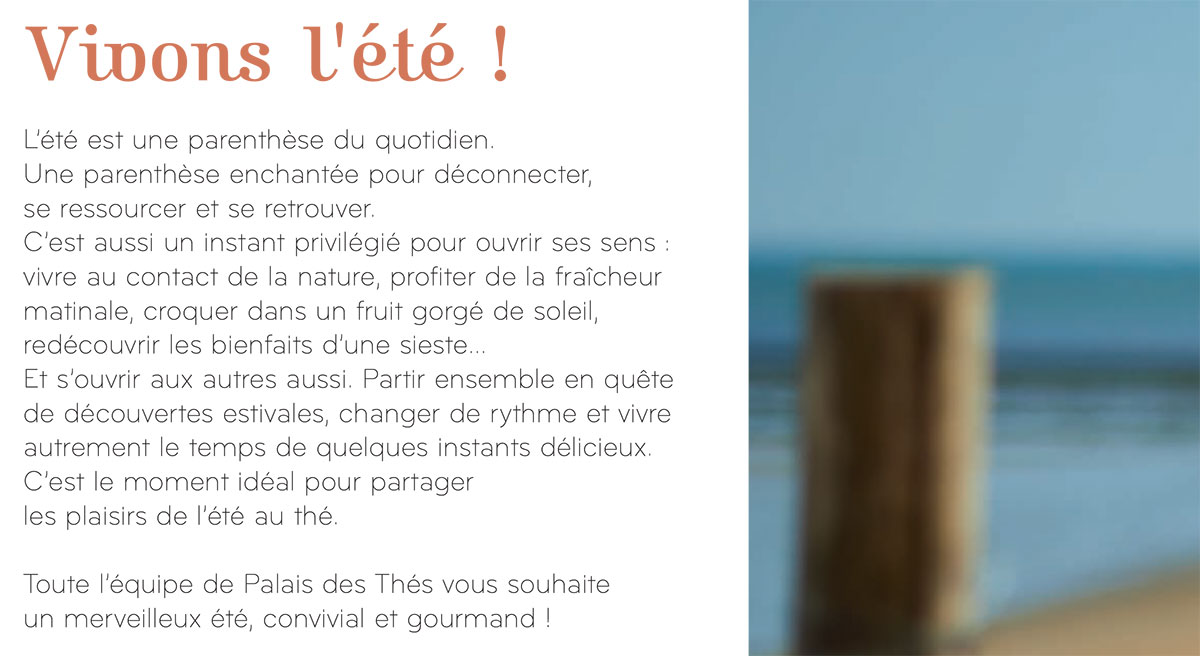 Vivons l'été !
L'été est une parenthèse du quotidien.
Une parenthèse enchantée pour déconnecter,
se ressourcer et se retrouver.
C'est aussi un instant privilégié pour ouvrir ses sens :
vivre au contact de la nature, profiter de la fraîcheur
matinale, croquer dans un fruit gorgé de soleil,
redécouvrir les bienfaits d'une sieste...
Et s'ouvrir aux autres aussi. Partir ensemble en quête
de découvertes estivales, changer de rythme et vivre
autrement le temps de quelques instants délicieux.
C'est le moment idéal pour partager
les plaisirs de l'été au thé.
Toute l'équipe de Palais des Thés vous souhaite
un merveilleux été, convivial et gourmand !